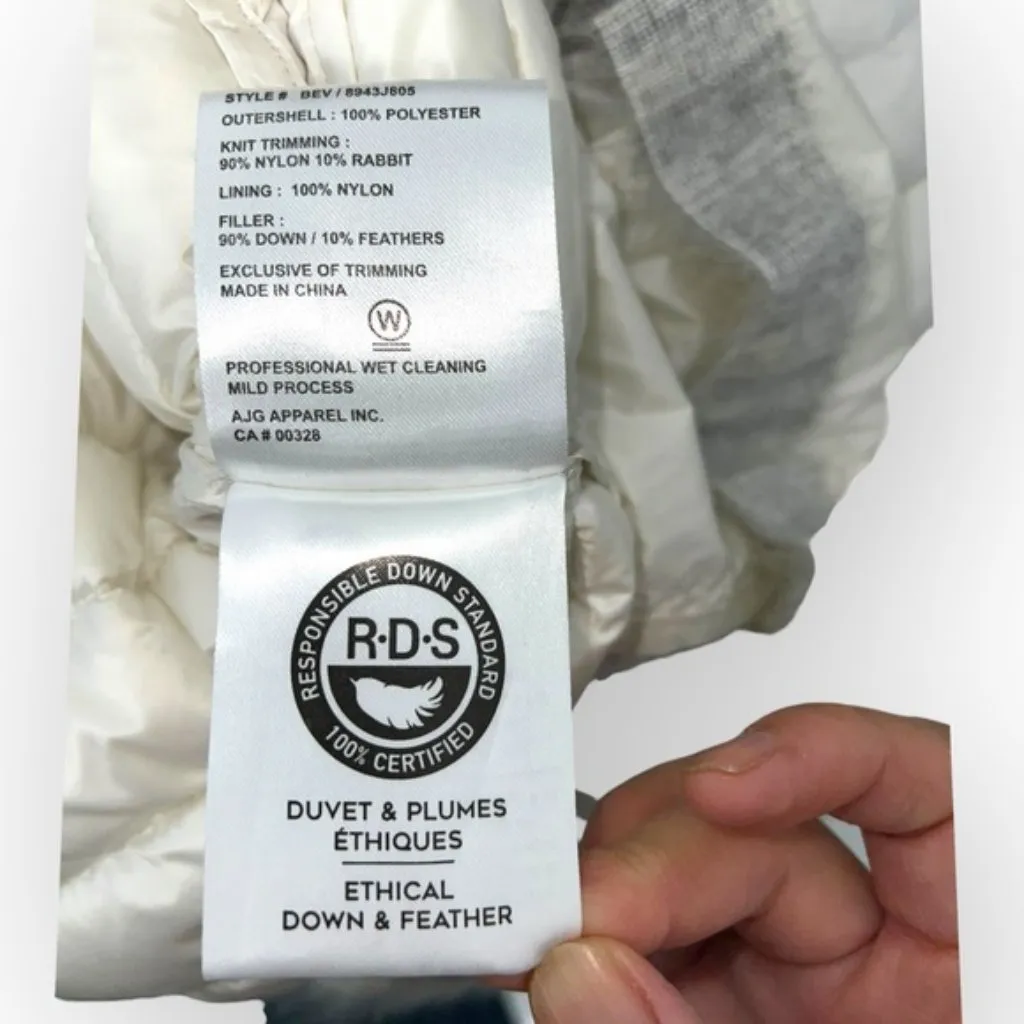 STYLE # BEV / 8943J805
OUTERSHELL : 100% POLYESTER
KNIT TRIMMING :
90% NYLON 10% RABBIT
LINING : 100% NYLON
FILLER :
90% DOWN / 10% FEATHERS
EXCLUSIVE OF TRIMMING
MADE IN CHINA
W
PROFESSIONAL WET CLEANING
MILD PROCESS
AJG APPAREL INC.
CA # 00328
RESPONSIBLE DOWN STANDARD
R·D·S
100% CERTIFIED
DUVET & PLUMES
ÉTHIQUES
ETHICAL
DOWN & FEATHER